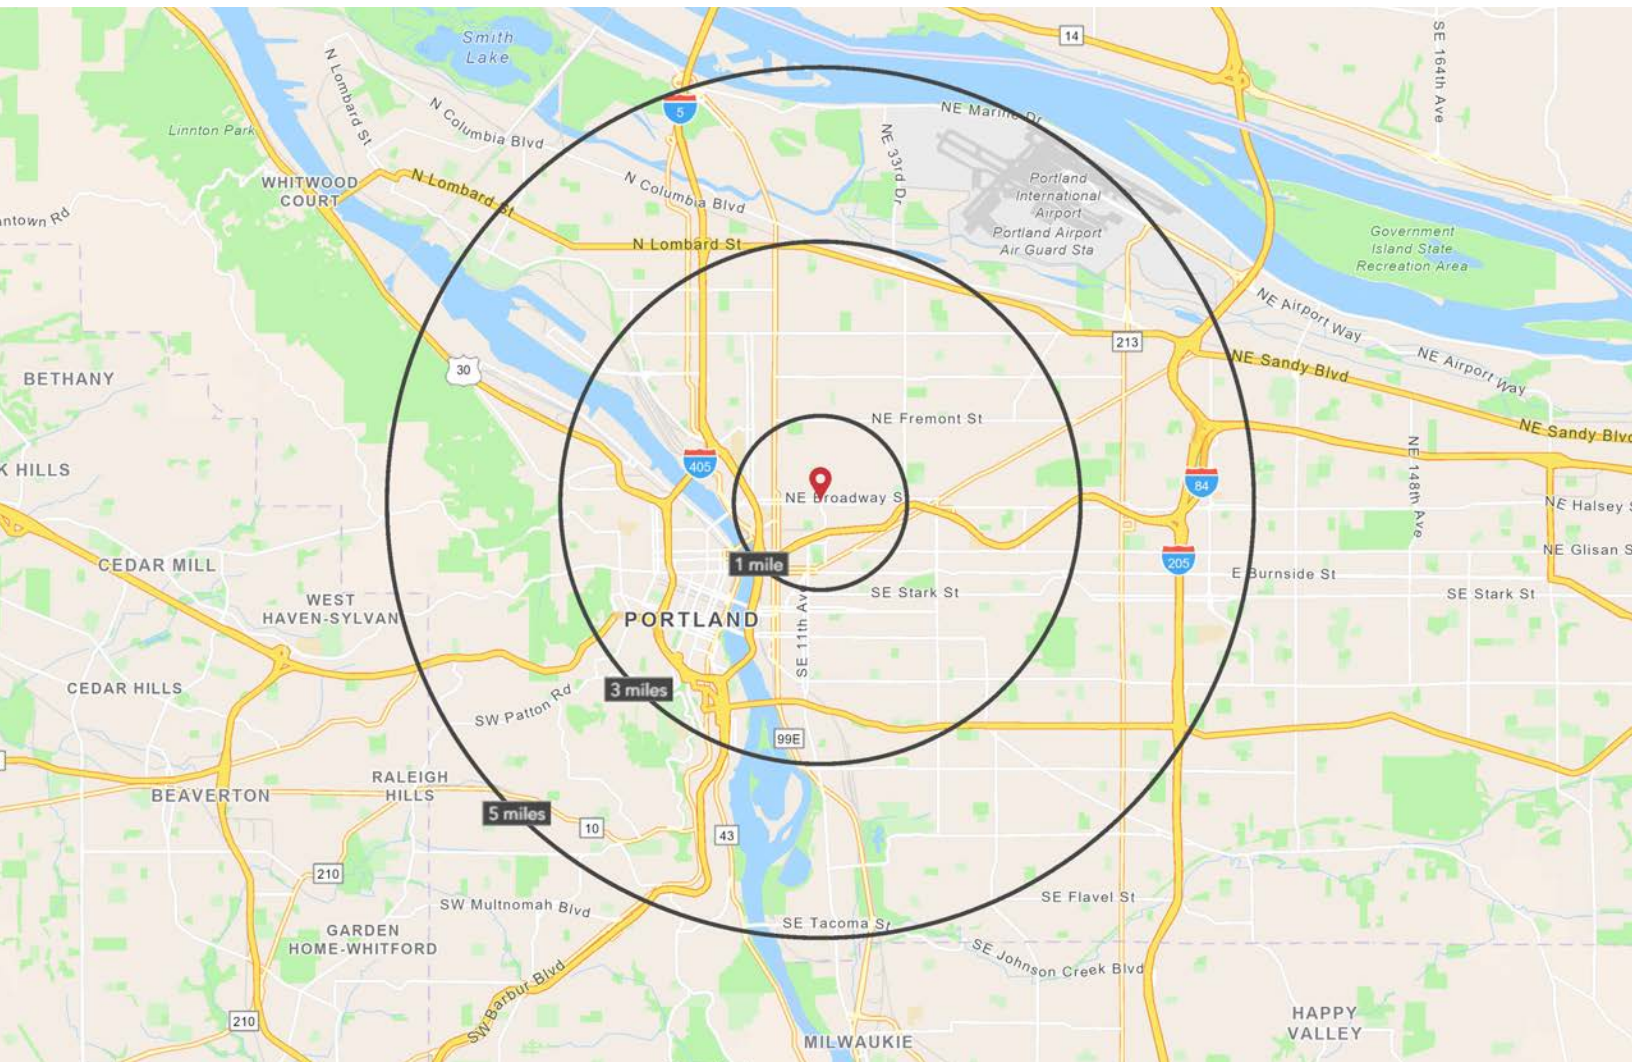 Smith
Lake
14
SE 164th Ave
5
NE Marine Dr
Linnton Park
N Lombard St
N Columbia Blvd
NE 33rd Dr
WHITWOOD
COURT
N Lombard St
N Columbia Blvd
Portland
International
Airport
Portland Airport
Air Guard Sta
antown Rd
N Lombard St
Government
Island State
Recreation Area
NE Airport Way
213
BETHANY
30
NE Sandy Blvd
NE Airport Way
NE Fremont St
NE Sandy Blvd
K HILLS
405
84
NE 148th Ave
NE Broadway S
NE Halsey S
CEDAR MILL
1 mile
205
NE Glisan S
E Burnside St
WEST
HAVEN-SYLVAN
SE Stark St
SE Stark St
PORTLAND
SE 11th Ave
CEDAR HILLS
3 miles
SW Patton Rd
99E
RALEIGH
HILLS
BEAVERTON
5 miles
10
43
210
SW Multnomah Blvd
SE Flavel St
SE Tacoma St
GARDEN
HOME-WHITFORD
SE Johnson Creek Blvd
SW Barbur Blvd
210
HAPPY
VALLEY
MILWAUKIE